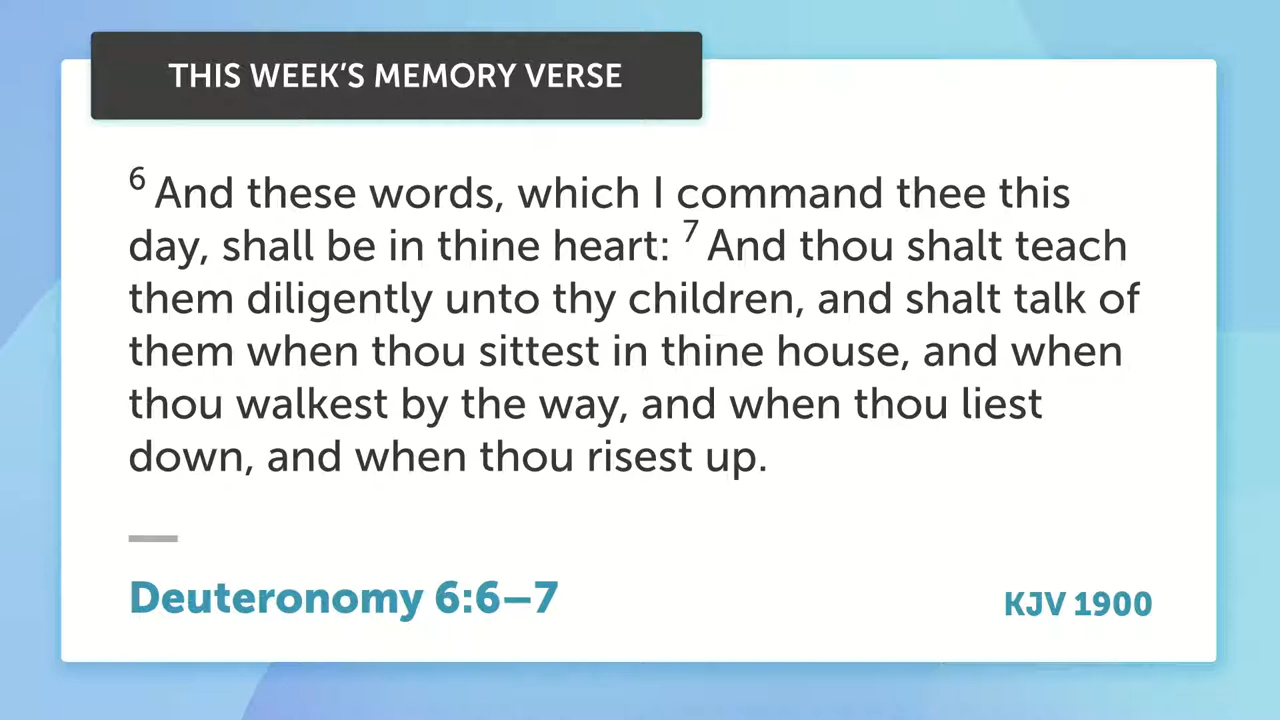 THIS WEEK’S MEMORY VERSE
6 And these words, which I command thee this
day, shall be in thine heart: 7 And thou shalt teach
them diligently unto thy children, and shalt talk of
them when thou sittest in thine house, and when
thou walkest by the way, and when thou liest
down, and when thou risest up.
Deuteronomy 6:6–7
KJV 1900